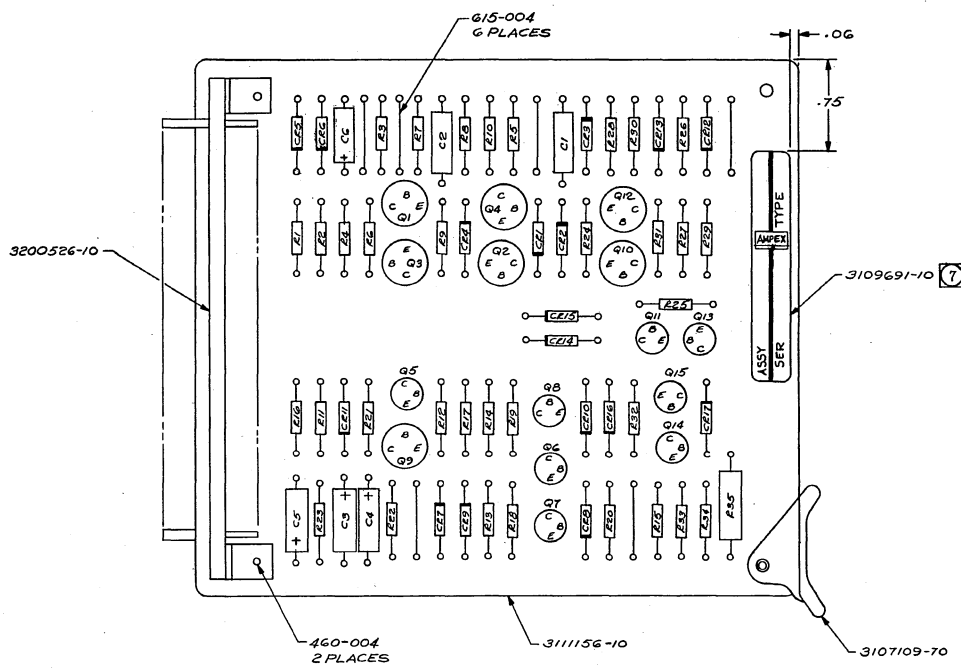 615-004
6 PLACES
.06
.75
CR5 CR6 C6 + R3 R7 C2 R8 R10 R5 C1 CR3 R28 R30 CR13 R26 CR12
B C E Q1
C Q4 B E
Q12 E C B
TYPE
R1 R2 R4 R6 R9 CR4 CR1 CR2 R24 R31 R27 R29
AMPEX
3200526-10
E B Q3 C
Q2 E C B
Q10 E C B
3109691-10 7
R25
CR15
Q11 B C E
Q13 E B C
CR14
ASSY
SER
Q5 C B E
Q8 B C E
Q15 E C B
R16 R11 CR11 R21 R12 R17 R14 R19 CR10 CR16 R32 CR17
B C E Q9
Q14 C B E
Q6 C B E
C5 + R23 C3 + C4 + R22 CR7 CR9 R13 R18 CR8 R20 R15 R33 R34 R35
Q7 C B E
460-004
2 PLACES
3111156-10
3107109-70